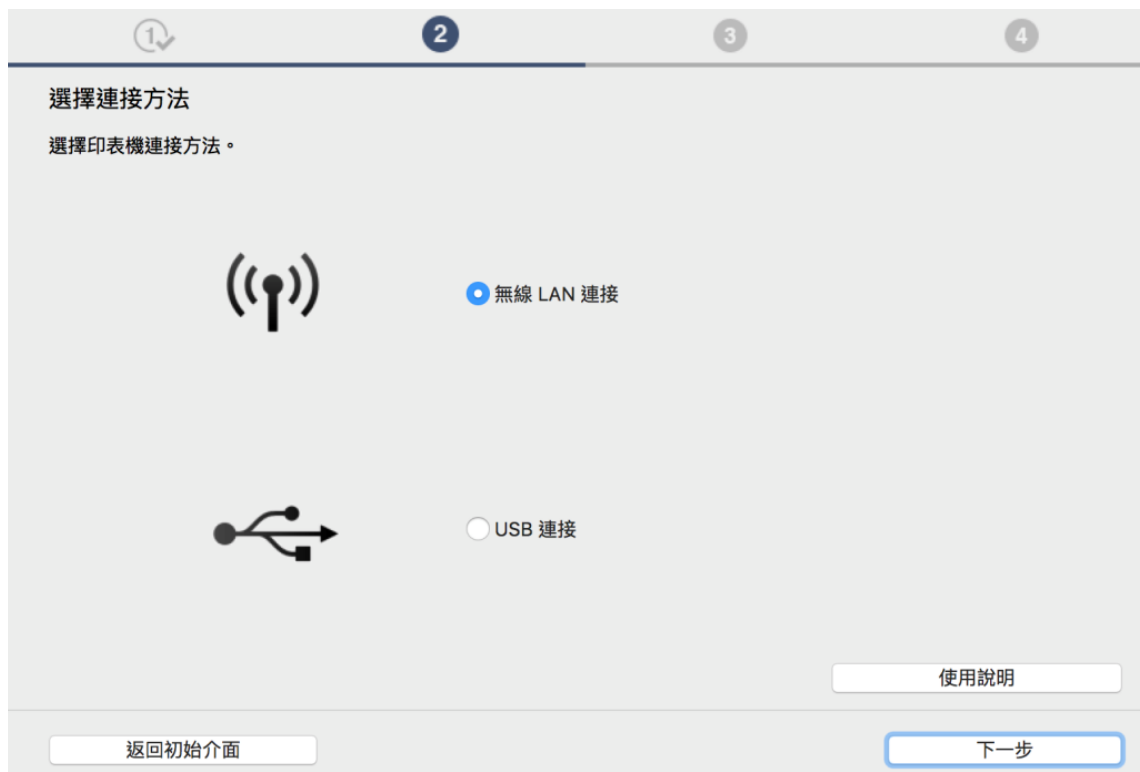 1
2
3
4
選擇連接方法
選擇印表機連接方法。
無線 LAN 連接
USB 連接
使用說明
返回初始介面
下一步